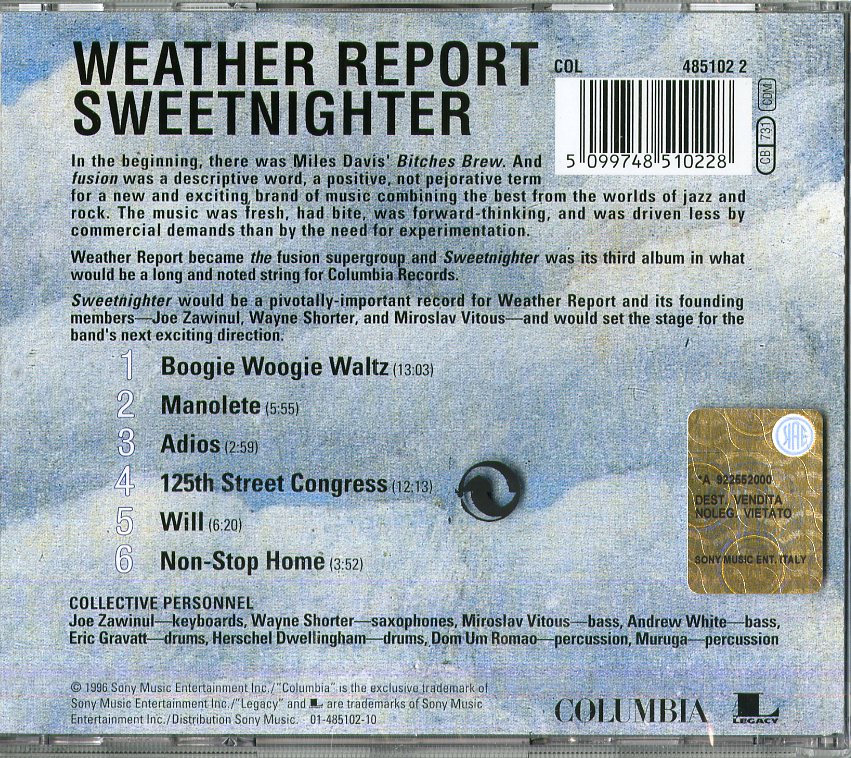 WEATHER REPORT
SWEETNIGHTER
COL 485102 2
5 099748 510228
CB 731
COM
In the beginning, there was Miles Davis' Bitches Brew. And
fusion was a descriptive word, a positive, not pejorative term
for a new and exciting brand of music combining the best from the worlds of jazz and
rock. The music was fresh, had bite, was forward-thinking, and was driven less by
commercial demands than by the need for experimentation.
Weather Report became the fusion supergroup and Sweetnighter was its third album in what
would be a long and noted string for Columbia Records.
Sweetnighter would be a pivotally-important record for Weather Report and its founding
members—Joe Zawinul, Wayne Shorter, and Miroslav Vitous—and would set the stage for the
band's next exciting direction.
1 Boogie Woogie Waltz (13:03)
2 Manolete (5:55)
3 Adios (2:59)
4 125th Street Congress (12:13)
5 Will (6:20)
6 Non-Stop Home (3:52)
*A 922552000
DEST. VENDITA
NOLEG. VIETATO
SONY MUSIC ENT. ITALY
COLLECTIVE PERSONNEL
Joe Zawinul—keyboards, Wayne Shorter—saxophones, Miroslav Vitous—bass, Andrew White—bass,
Eric Gravatt—drums, Herschel Dwellingham—drums, Dom Um Romao—percussion, Muruga—percussion
© 1996 Sony Music Entertainment Inc./"Columbia" is the exclusive trademark of
Sony Music Entertainment Inc./"Legacy" and L are trademarks of Sony Music
Entertainment Inc./Distribution Sony Music. 01-485102-10
COLUMBIA
L
LEGACY